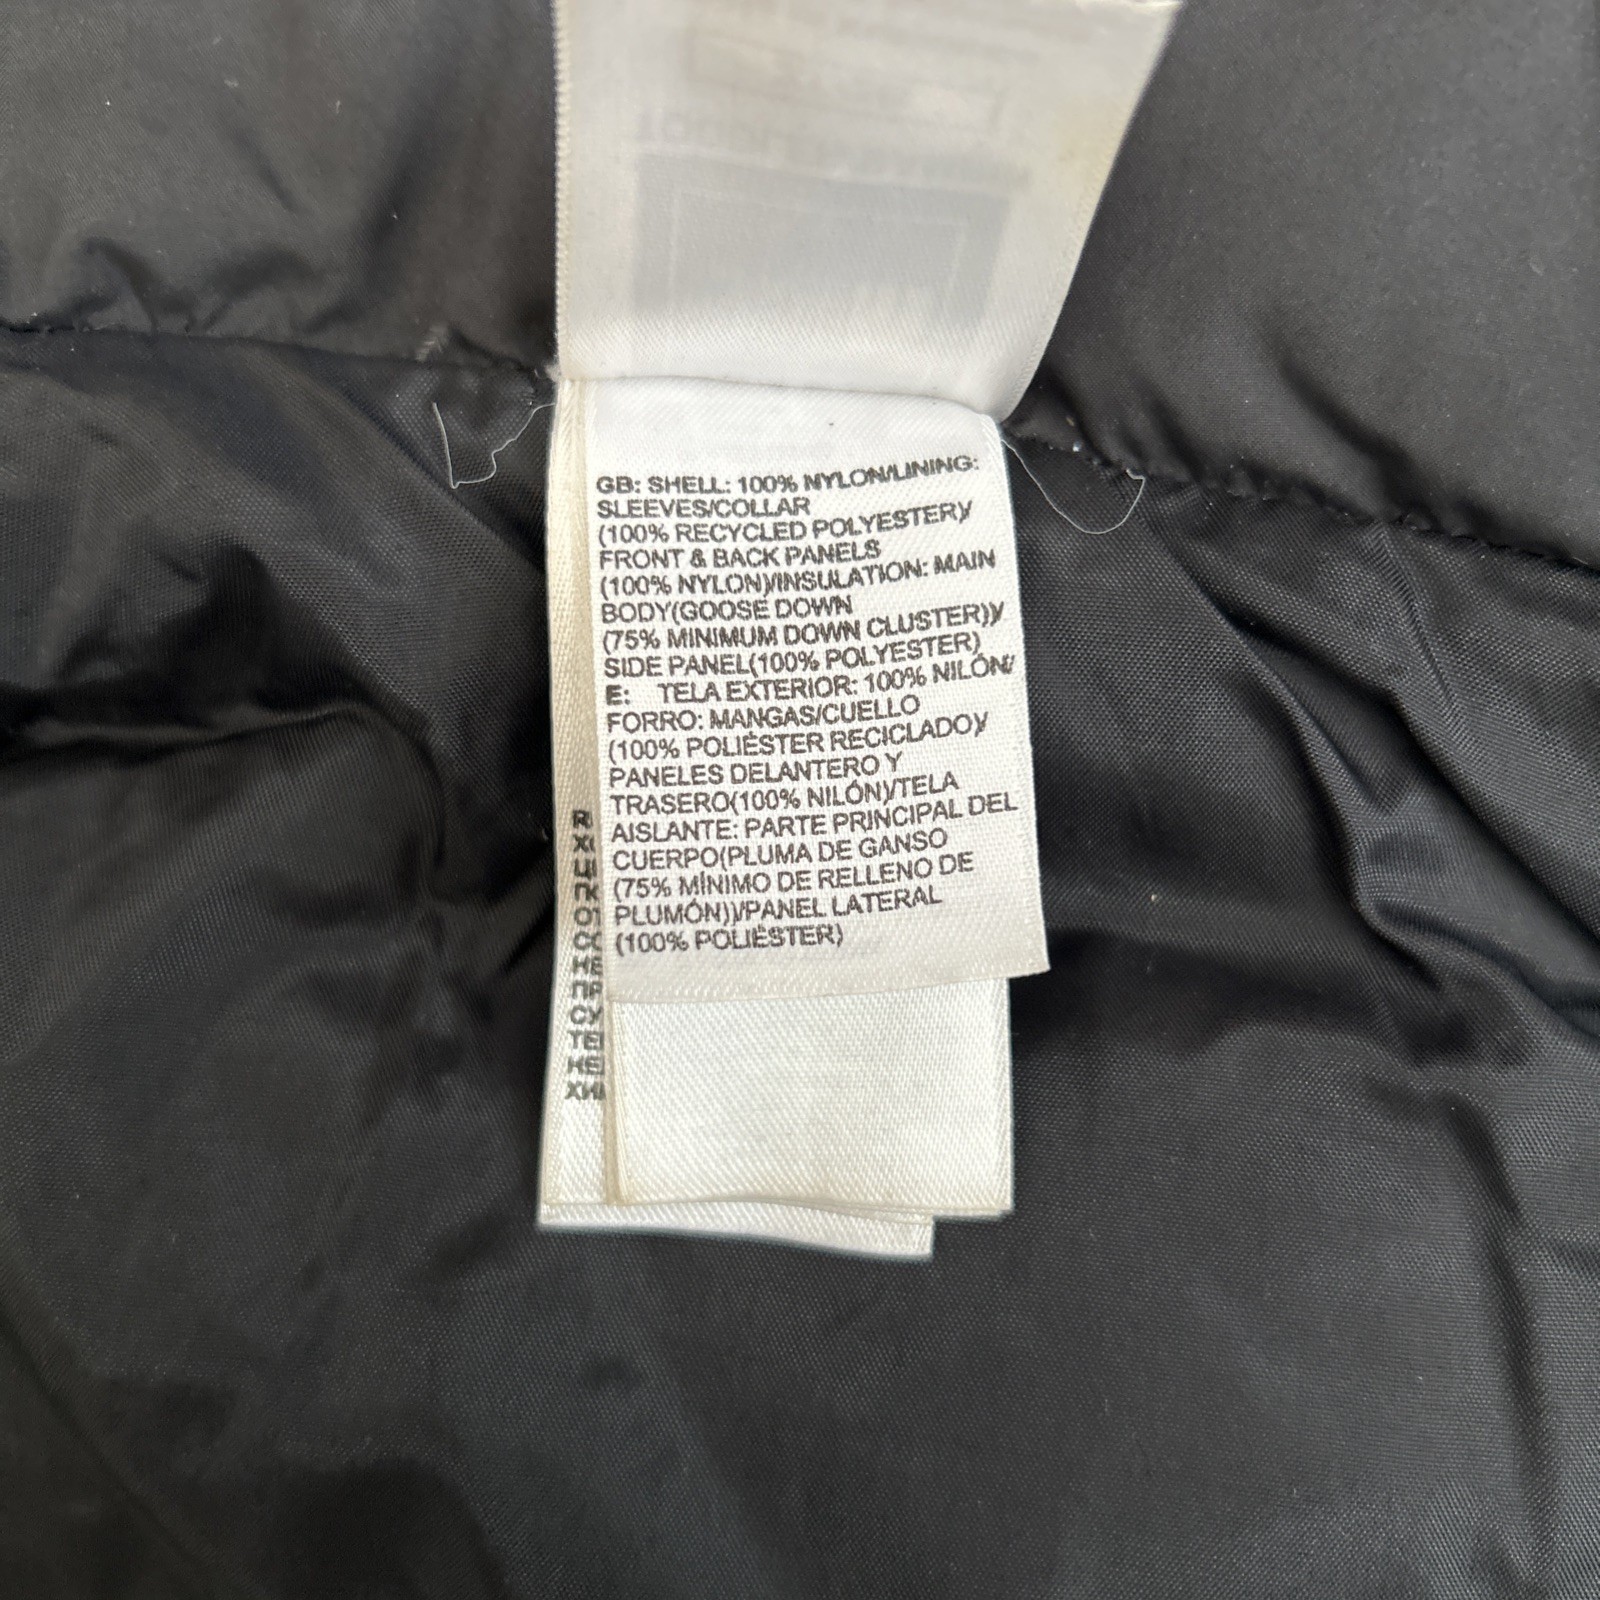 GB: SHELL: 100% NYLON/LINING:
SLEEVES/COLLAR
(100% RECYCLED POLYESTER)/
FRONT & BACK PANELS
(100% NYLON)/INSULATION: MAIN
BODY(GOOSE DOWN
(75% MINIMUM DOWN CLUSTER))/
SIDE PANEL(100% POLYESTER)
E: TELA EXTERIOR: 100% NILÓN/
FORRO: MANGAS/CUELLO
(100% POLIÉSTER RECICLADO)/
PANELES DELANTERO Y
TRASERO(100% NILÓN)/TELA
AISLANTE: PARTE PRINCIPAL DEL
CUERPO(PLUMA DE GANSO
(75% MÍNIMO DE RELLENO DE
PLUMÓN))/PANEL LATERAL
(100% POLIÉSTER)